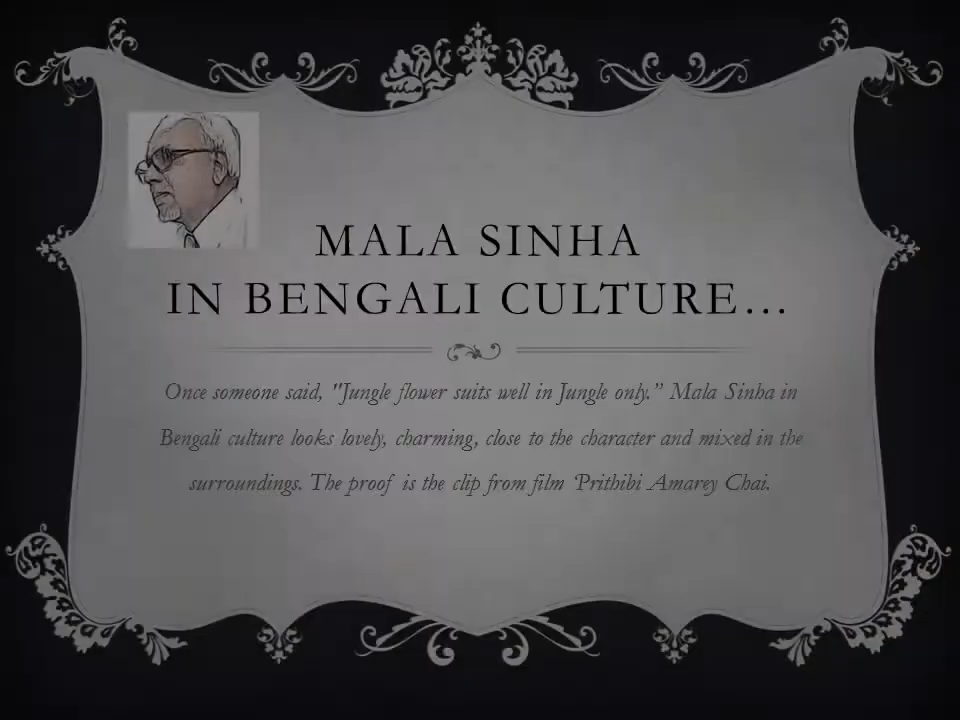 MALA SINHA
IN BENGALI CULTURE...
Once someone said, "Jungle flower suits well in Jungle only.” Mala Sinha in
Bengali culture looks lovely, charming, close to the character and mixed in the
surroundings. The proof is the clip from film Prithibi Amarey Chai.